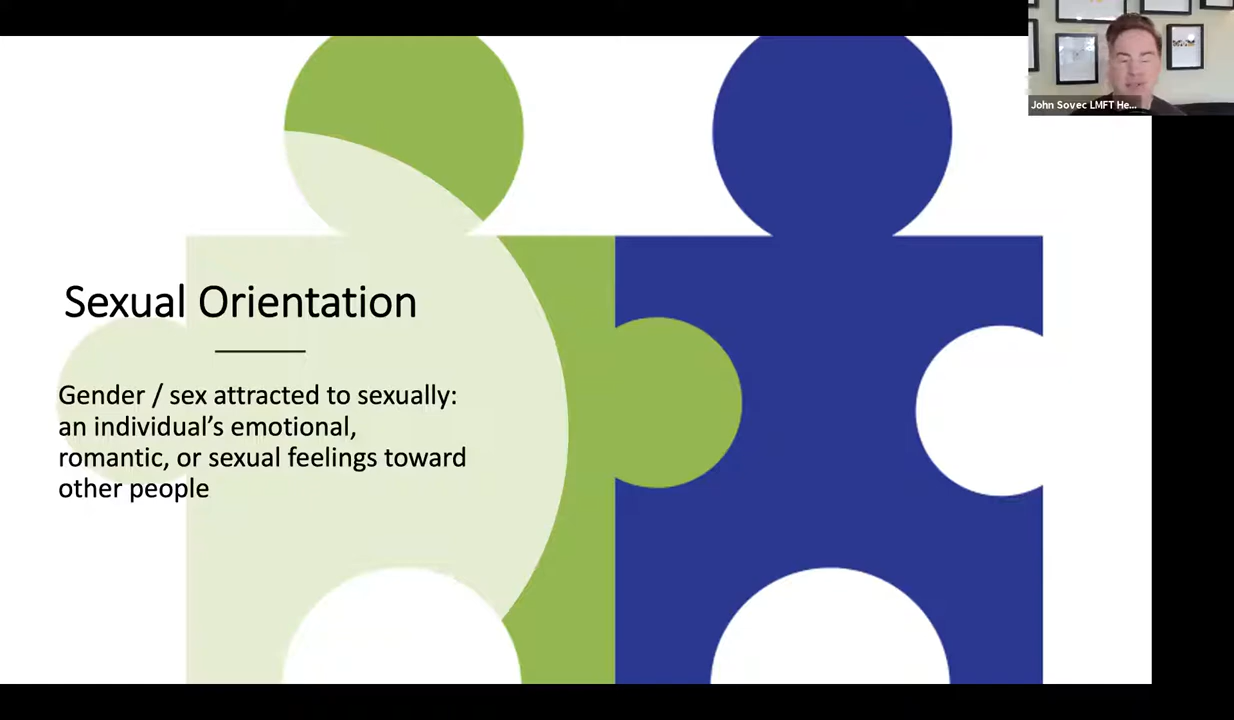 John Sovec LMFT He...
Sexual Orientation
Gender / sex attracted to sexually:
an individual’s emotional,
romantic, or sexual feelings toward
other people